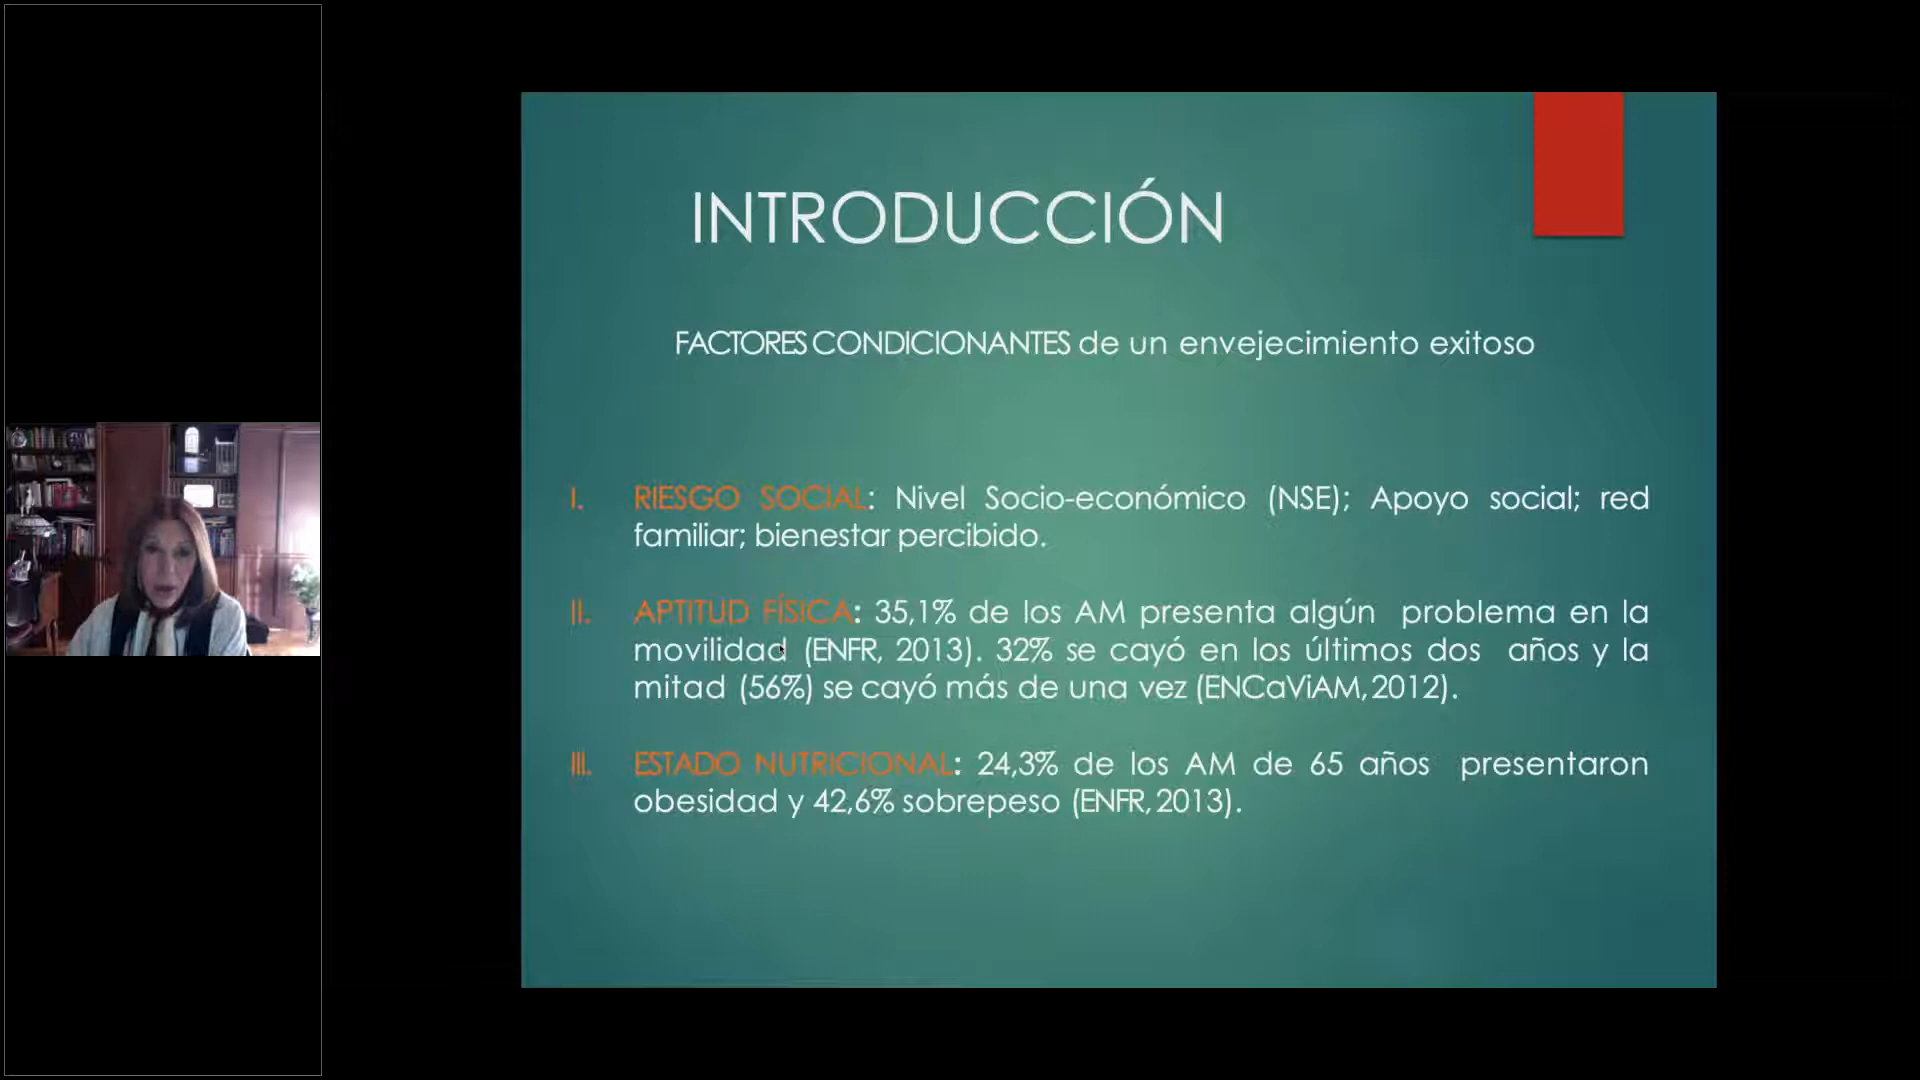 INTRODUCCIÓN
FACTORES CONDICIONANTES de un envejecimiento exitoso
I. RIESGO SOCIAL: Nivel Socio-económico (NSE); Apoyo social; red
familiar; bienestar percibido.
II. APTITUD FÍSICA: 35,1% de los AM presenta algún problema en la
movilidad (ENFR, 2013). 32% se cayó en los últimos dos años y la
mitad (56%) se cayó más de una vez (ENCaViAM, 2012).
III. ESTADO NUTRICIONAL: 24,3% de los AM de 65 años presentaron
obesidad y 42,6% sobrepeso (ENFR, 2013).